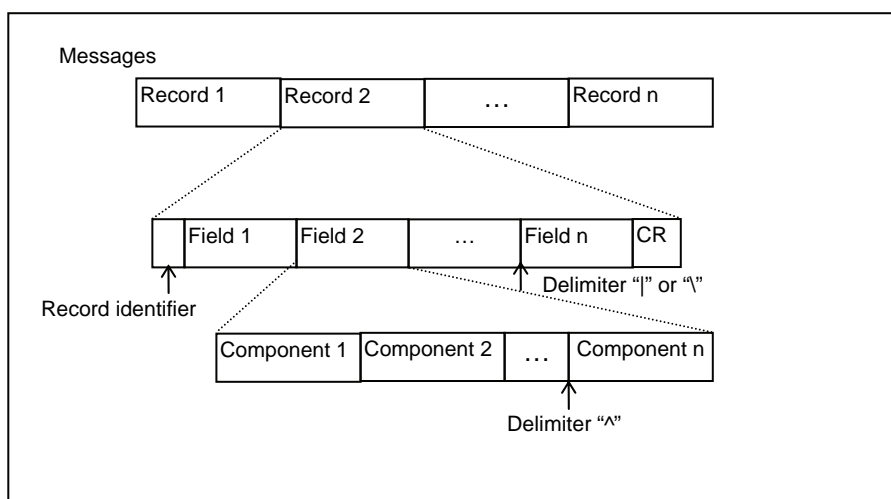 Messages
Record 1 Record 2 ... Record n
Field 1 Field 2 ... Field n CR
Record identifier
Delimiter “|” or “\”
Component 1 Component 2 ... Component n
Delimiter “^”